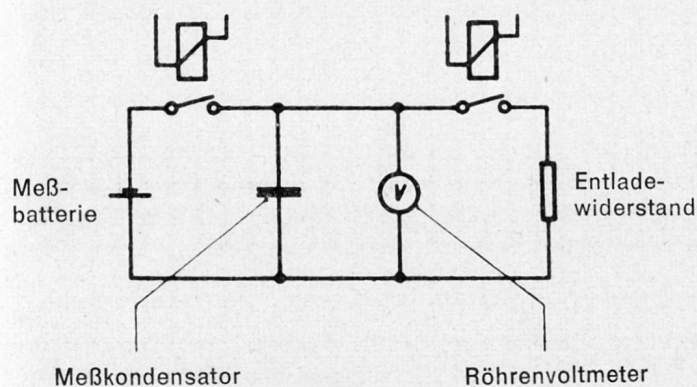 Meß-
batterie
V
Entlade-
widerstand
Meßkondensator
Röhrenvoltmeter